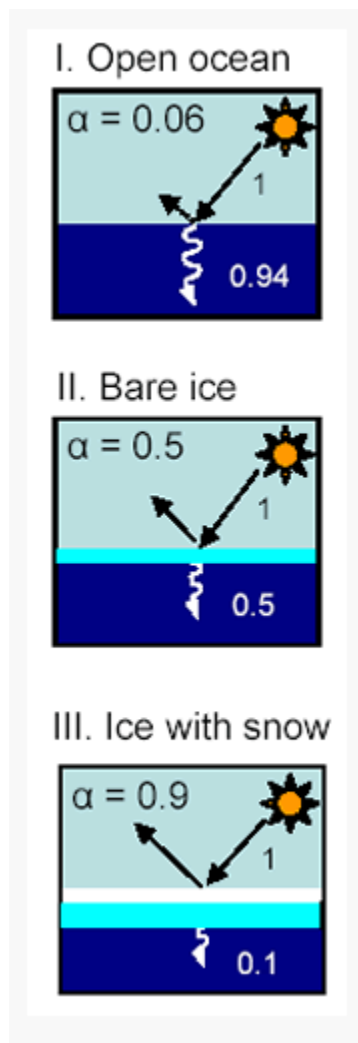 I. Open ocean
α = 0.06
1
0.94
II. Bare ice
α = 0.5
1
0.5
III. Ice with snow
α = 0.9
1
0.1